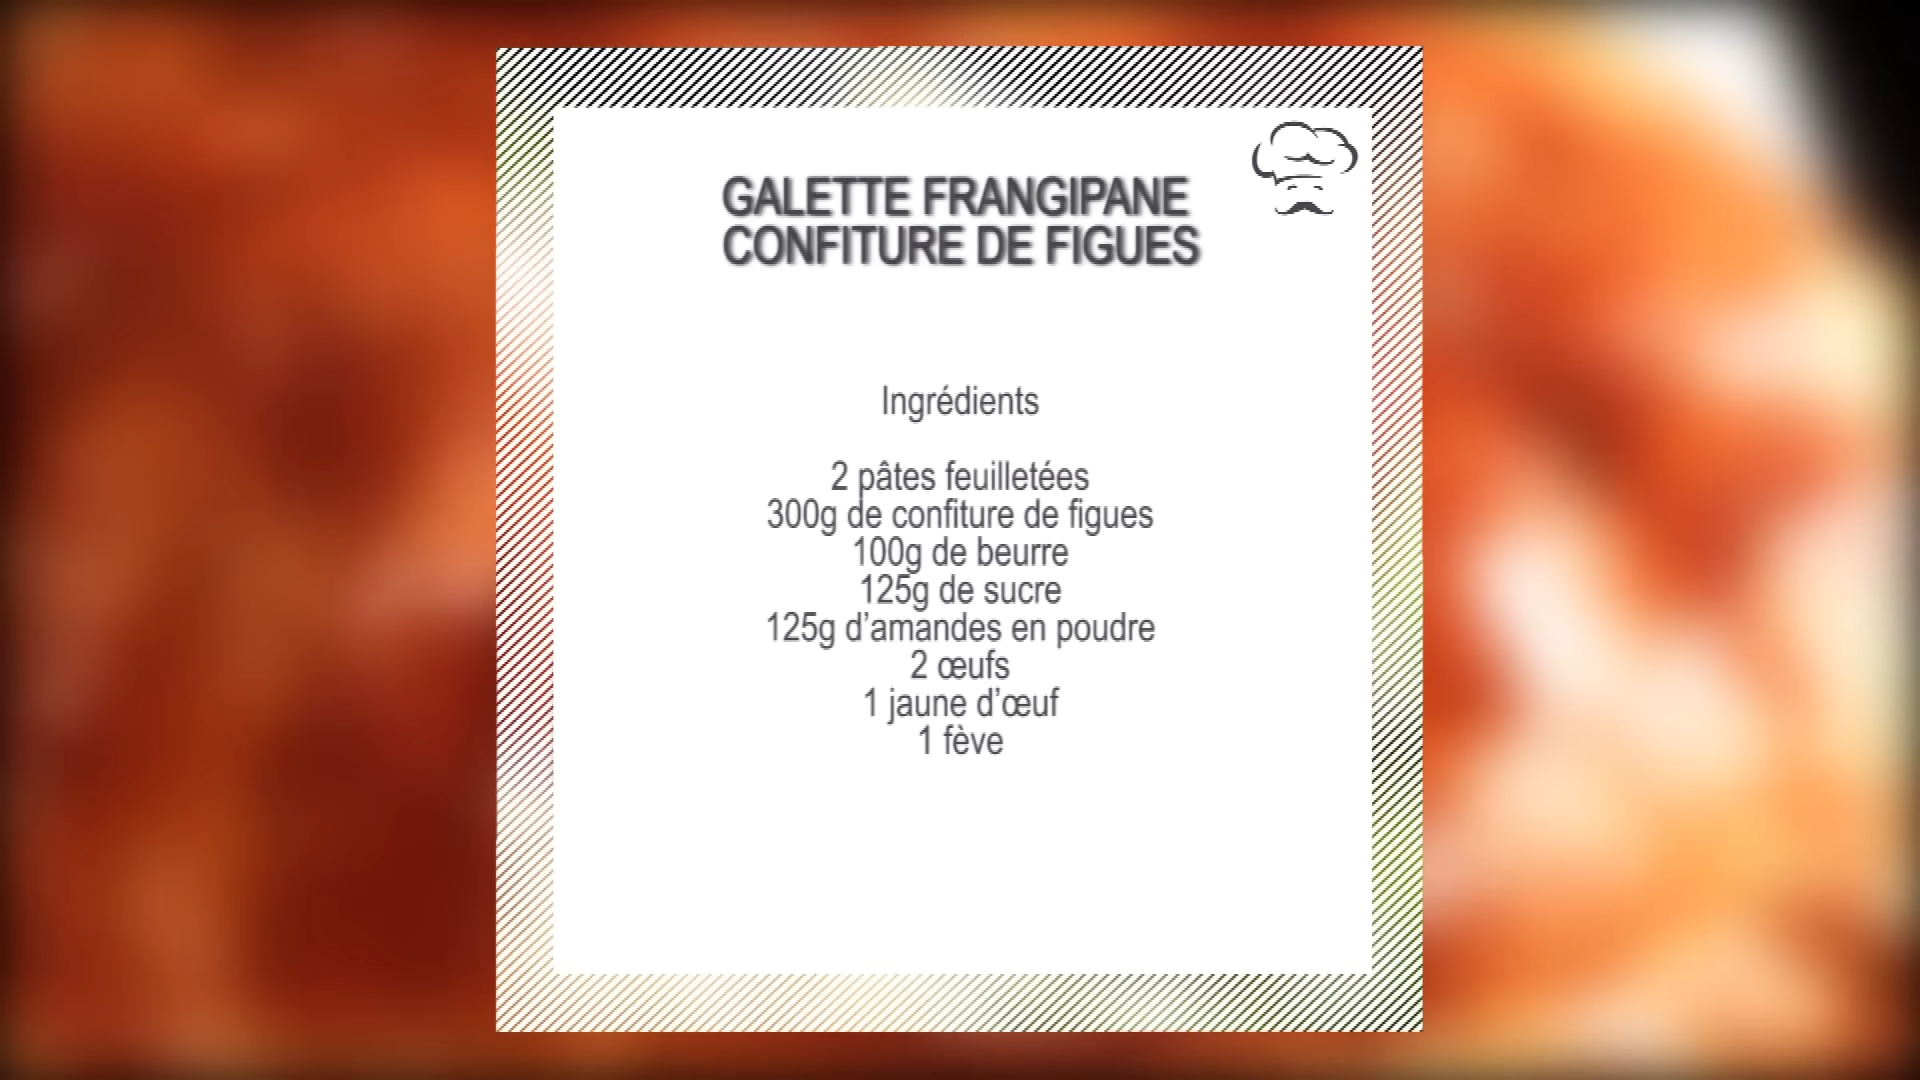 GALETTE FRANGIPANE
CONFITURE DE FIGUES
Ingrédients
2 pâtes feuilletées
300g de confiture de figues
100g de beurre
125g de sucre
125g d’amandes en poudre
2 œufs
1 jaune d’œuf
1 fève